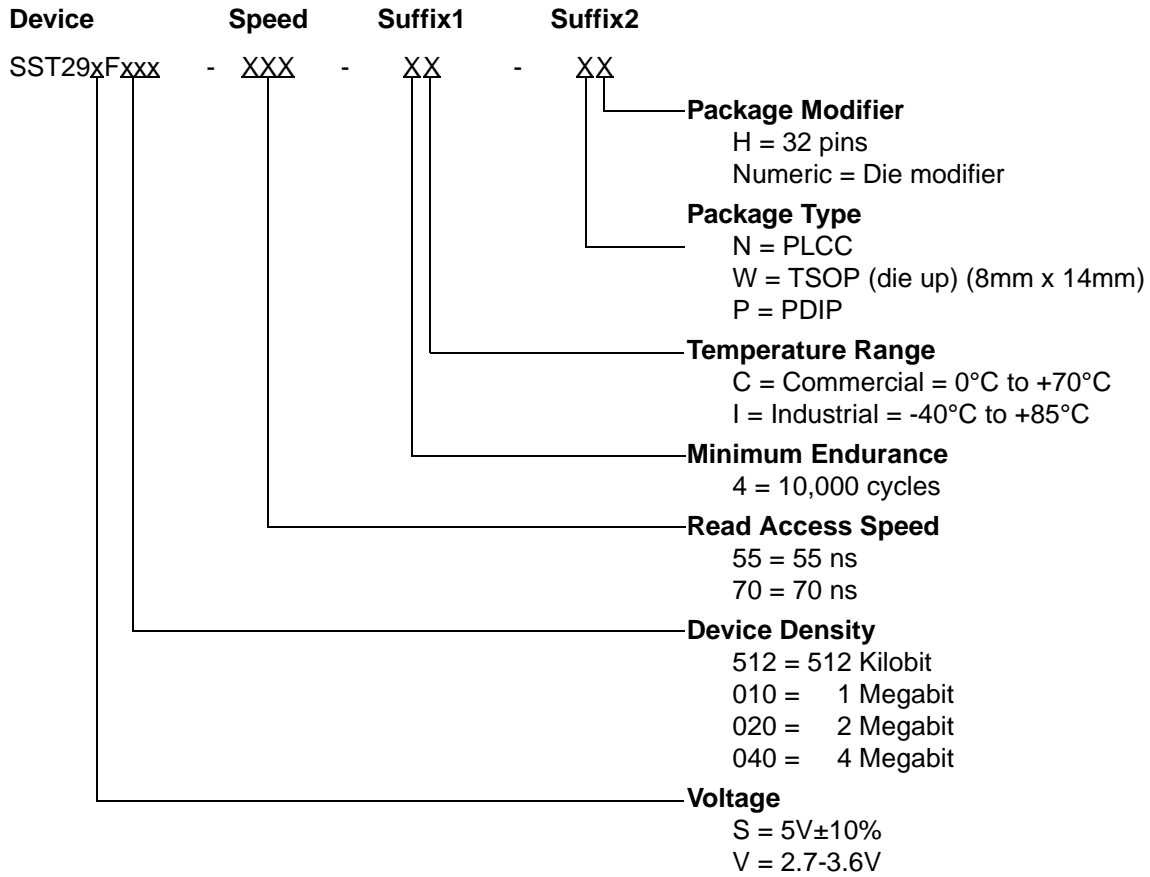 Device Speed Suffix1 Suffix2
SST29xFxxx - XXX - XX - XX
Package Modifier
H = 32 pins
Numeric = Die modifier
Package Type
N = PLCC
W = TSOP (die up) (8mm x 14mm)
P = PDIP
Temperature Range
C = Commercial = 0°C to +70°C
I = Industrial = -40°C to +85°C
Minimum Endurance
4 = 10,000 cycles
Read Access Speed
55 = 55 ns
70 = 70 ns
Device Density
512 = 512 Kilobit
010 = 1 Megabit
020 = 2 Megabit
040 = 4 Megabit
Voltage
S = 5V±10%
V = 2.7-3.6V